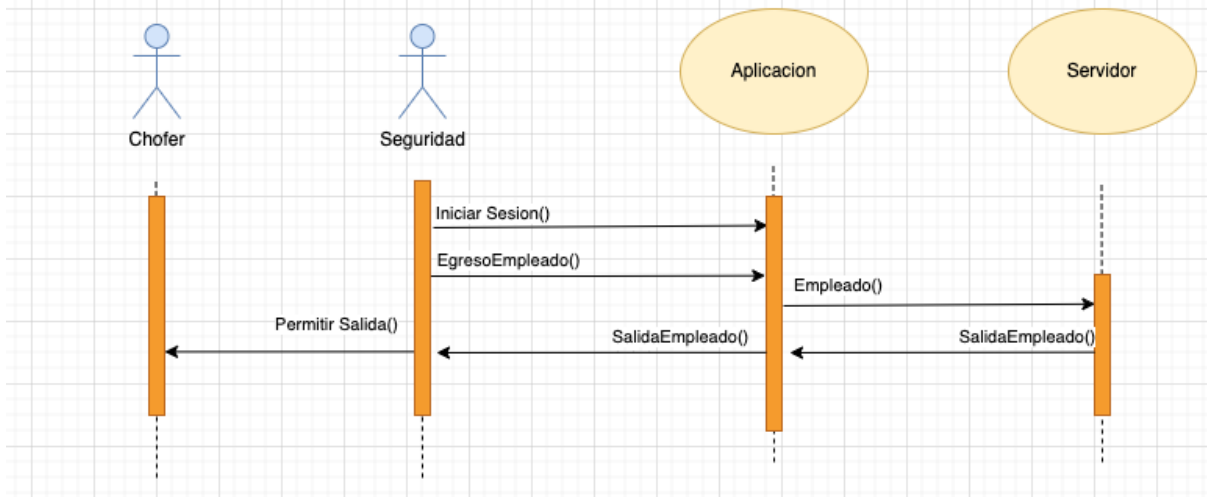 Aplicacion
Servidor
Chofer
Seguridad
Iniciar Sesion()
EgresoEmpleado()
Empleado()
Permitir Salida()
SalidaEmpleado()
SalidaEmpleado()